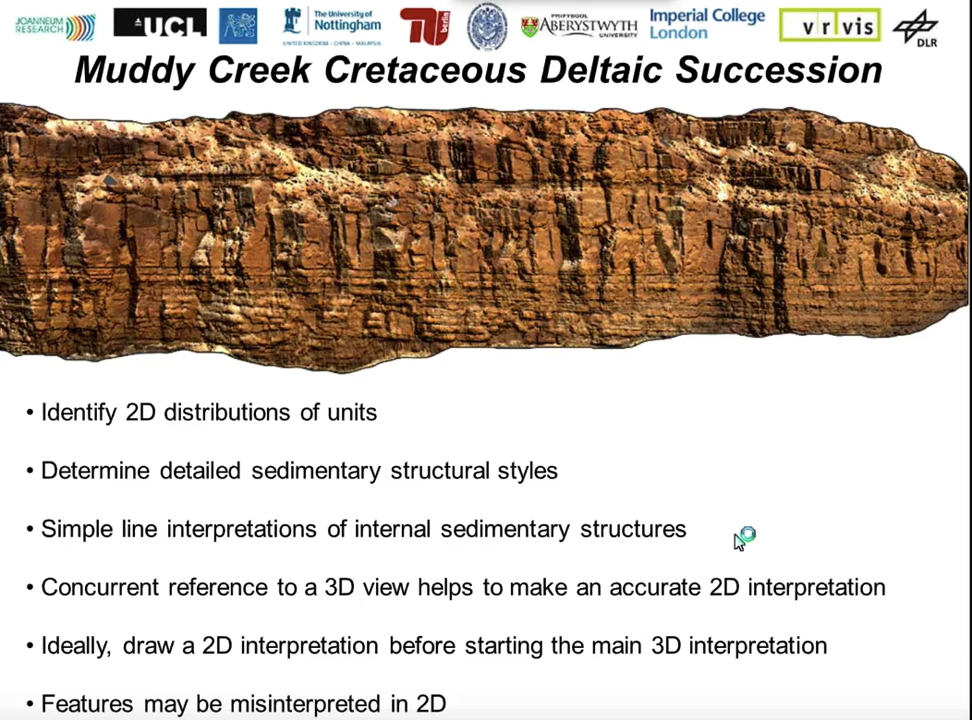 JOANNEUM
RESEARCH
UCL
The University of
Nottingham
UNITED KINGDOM • CHINA • MALAYSIA
berlin
PRIFYSGOL
ABERYSTWYTH
UNIVERSITY
Imperial College
London
vrvis
DLR
Muddy Creek Cretaceous Deltaic Succession
• Identify 2D distributions of units
• Determine detailed sedimentary structural styles
• Simple line interpretations of internal sedimentary structures
• Concurrent reference to a 3D view helps to make an accurate 2D interpretation
• Ideally, draw a 2D interpretation before starting the main 3D interpretation
• Features may be misinterpreted in 2D